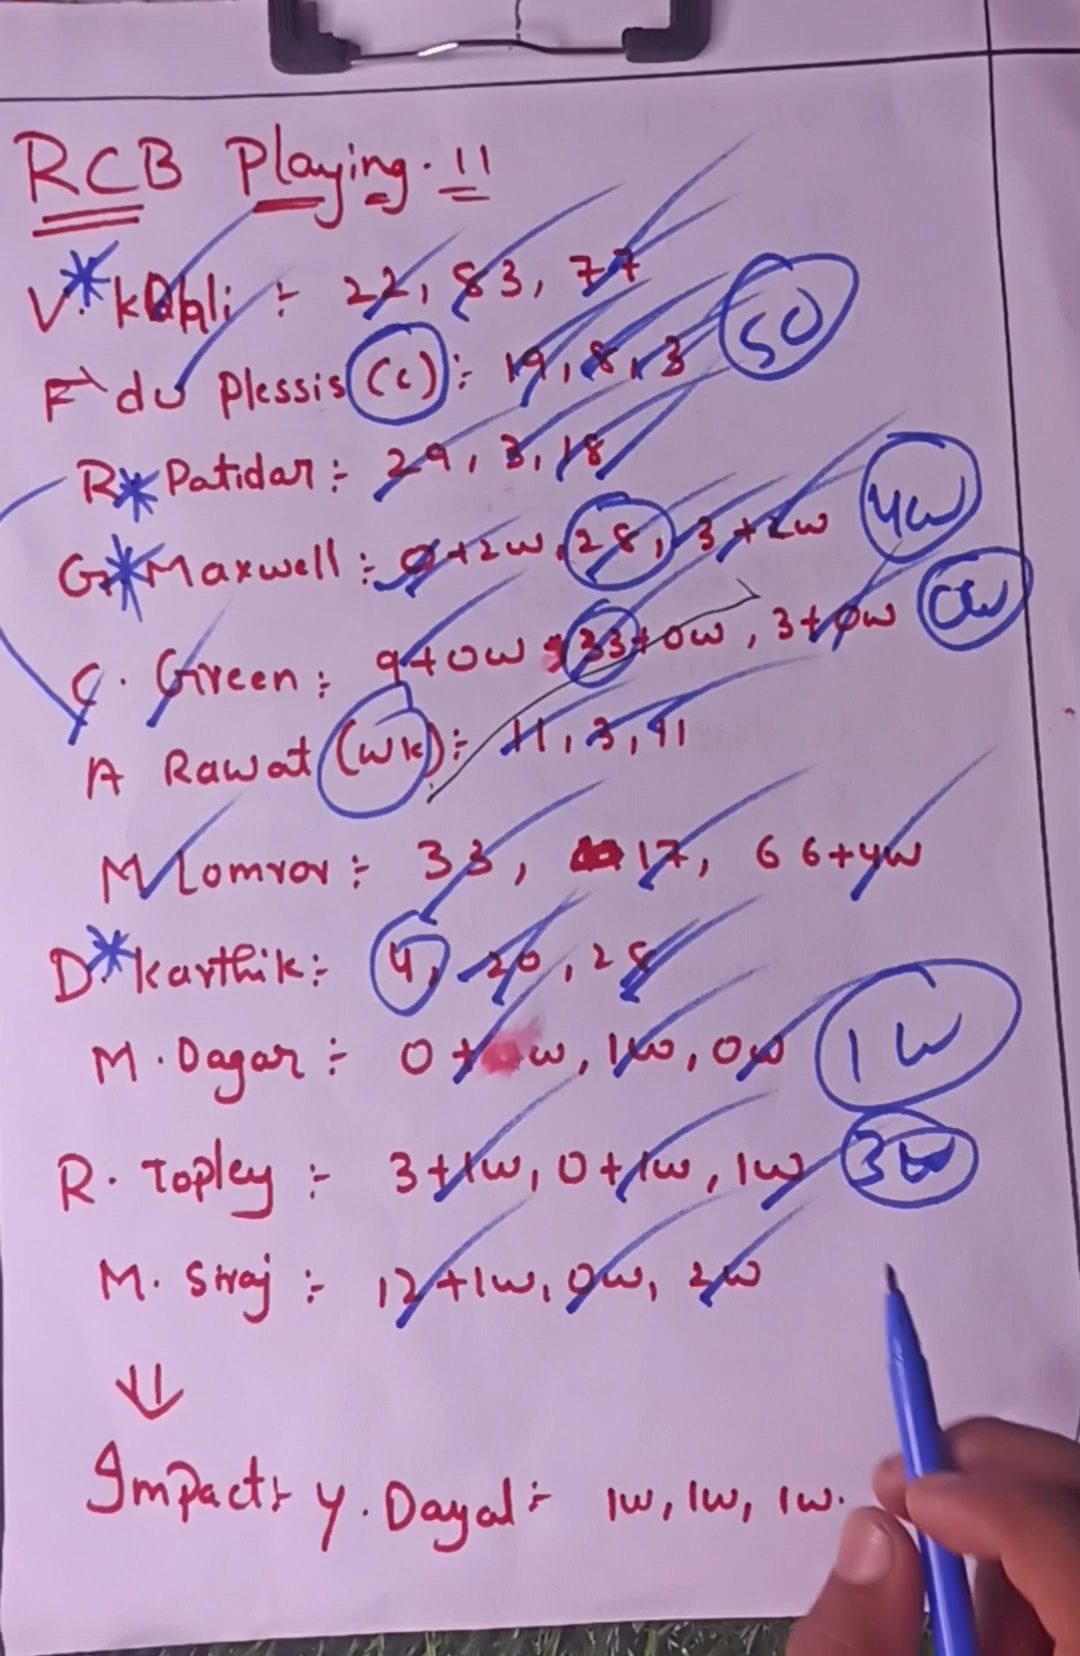 RCB Playing. 11
V. Kohli :- 22, 83, 77
F du Plessis (c) :- 19, 8, 3 50
R. Patidar :- 29, 3, 18
G. Maxwell :- 0+2w, 28, 3+2w 4w
C. Green :- 9+0w, 33+0w, 3+0w 0w
A Rawat (wk) :- 11, 3, 11
M Lomror :- 33, 17, 6 6+4w
D. Karthik :- 4, 20, 28
M. Dagar :- 0+ w, 1w, 0w 1w
R. Topley :- 3+1w, 0+1w, 1w 3w
M. Siraj :- 12+1w, 0w, 2w
Impact :- Y. Dayal :- 1w, 1w, 1w.